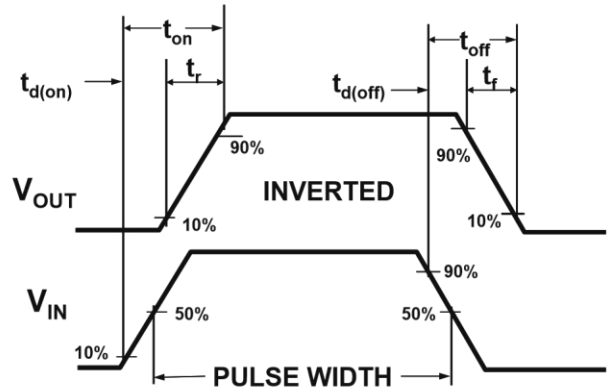 t_on
t_off
t_d(on)
t_r
t_d(off)
t_f
90%
90%
V_OUT
INVERTED
10%
10%
90%
V_IN
50%
50%
10%
PULSE WIDTH